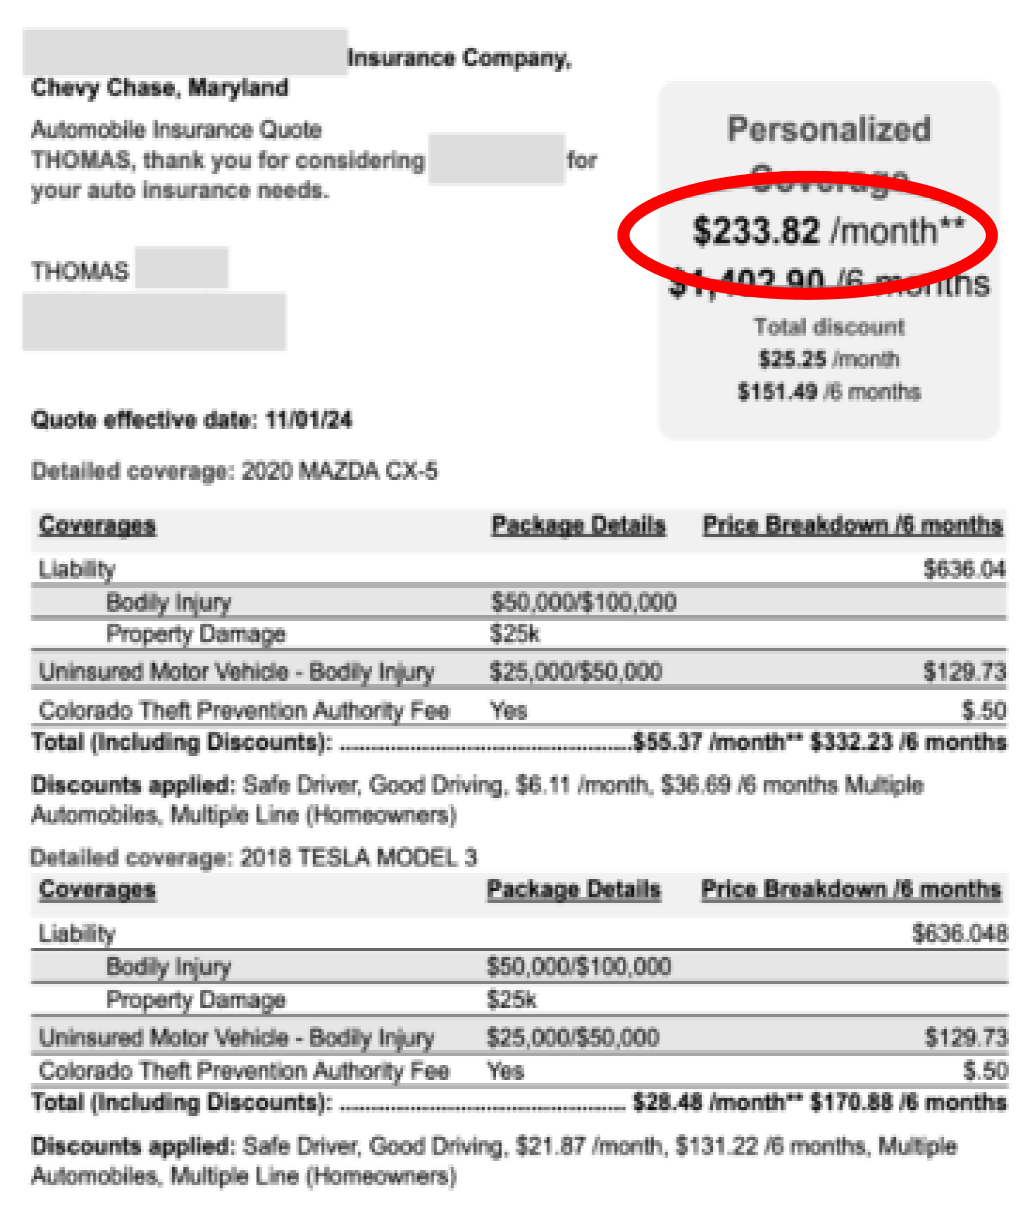 Insurance Company,
Chevy Chase, Maryland
Automobile Insurance Quote
THOMAS, thank you for considering for
your auto insurance needs.
THOMAS
Personalized
Coverage
$233.82 /month**
$1,402.90 /6 months
Total discount
$25.25 /month
$151.49 /6 months
Quote effective date: 11/01/24
Detailed coverage: 2020 MAZDA CX-5
Coverages Package Details Price Breakdown /6 months
Liability $636.04
Bodily Injury $50,000/$100,000
Property Damage $25k
Uninsured Motor Vehicle - Bodily Injury $25,000/$50,000 $129.73
Colorado Theft Prevention Authority Fee Yes $.50
Total (Including Discounts): ................................................$55.37 /month** $332.23 /6 months
Discounts applied: Safe Driver, Good Driving, $6.11 /month, $36.69 /6 months Multiple
Automobiles, Multiple Line (Homeowners)
Detailed coverage: 2018 TESLA MODEL 3
Coverages Package Details Price Breakdown /6 months
Liability $636.048
Bodily Injury $50,000/$100,000
Property Damage $25k
Uninsured Motor Vehicle - Bodily Injury $25,000/$50,000 $129.73
Colorado Theft Prevention Authority Fee Yes $.50
Total (Including Discounts): ............................................... $28.48 /month** $170.88 /6 months
Discounts applied: Safe Driver, Good Driving, $21.87 /month, $131.22 /6 months, Multiple
Automobiles, Multiple Line (Homeowners)